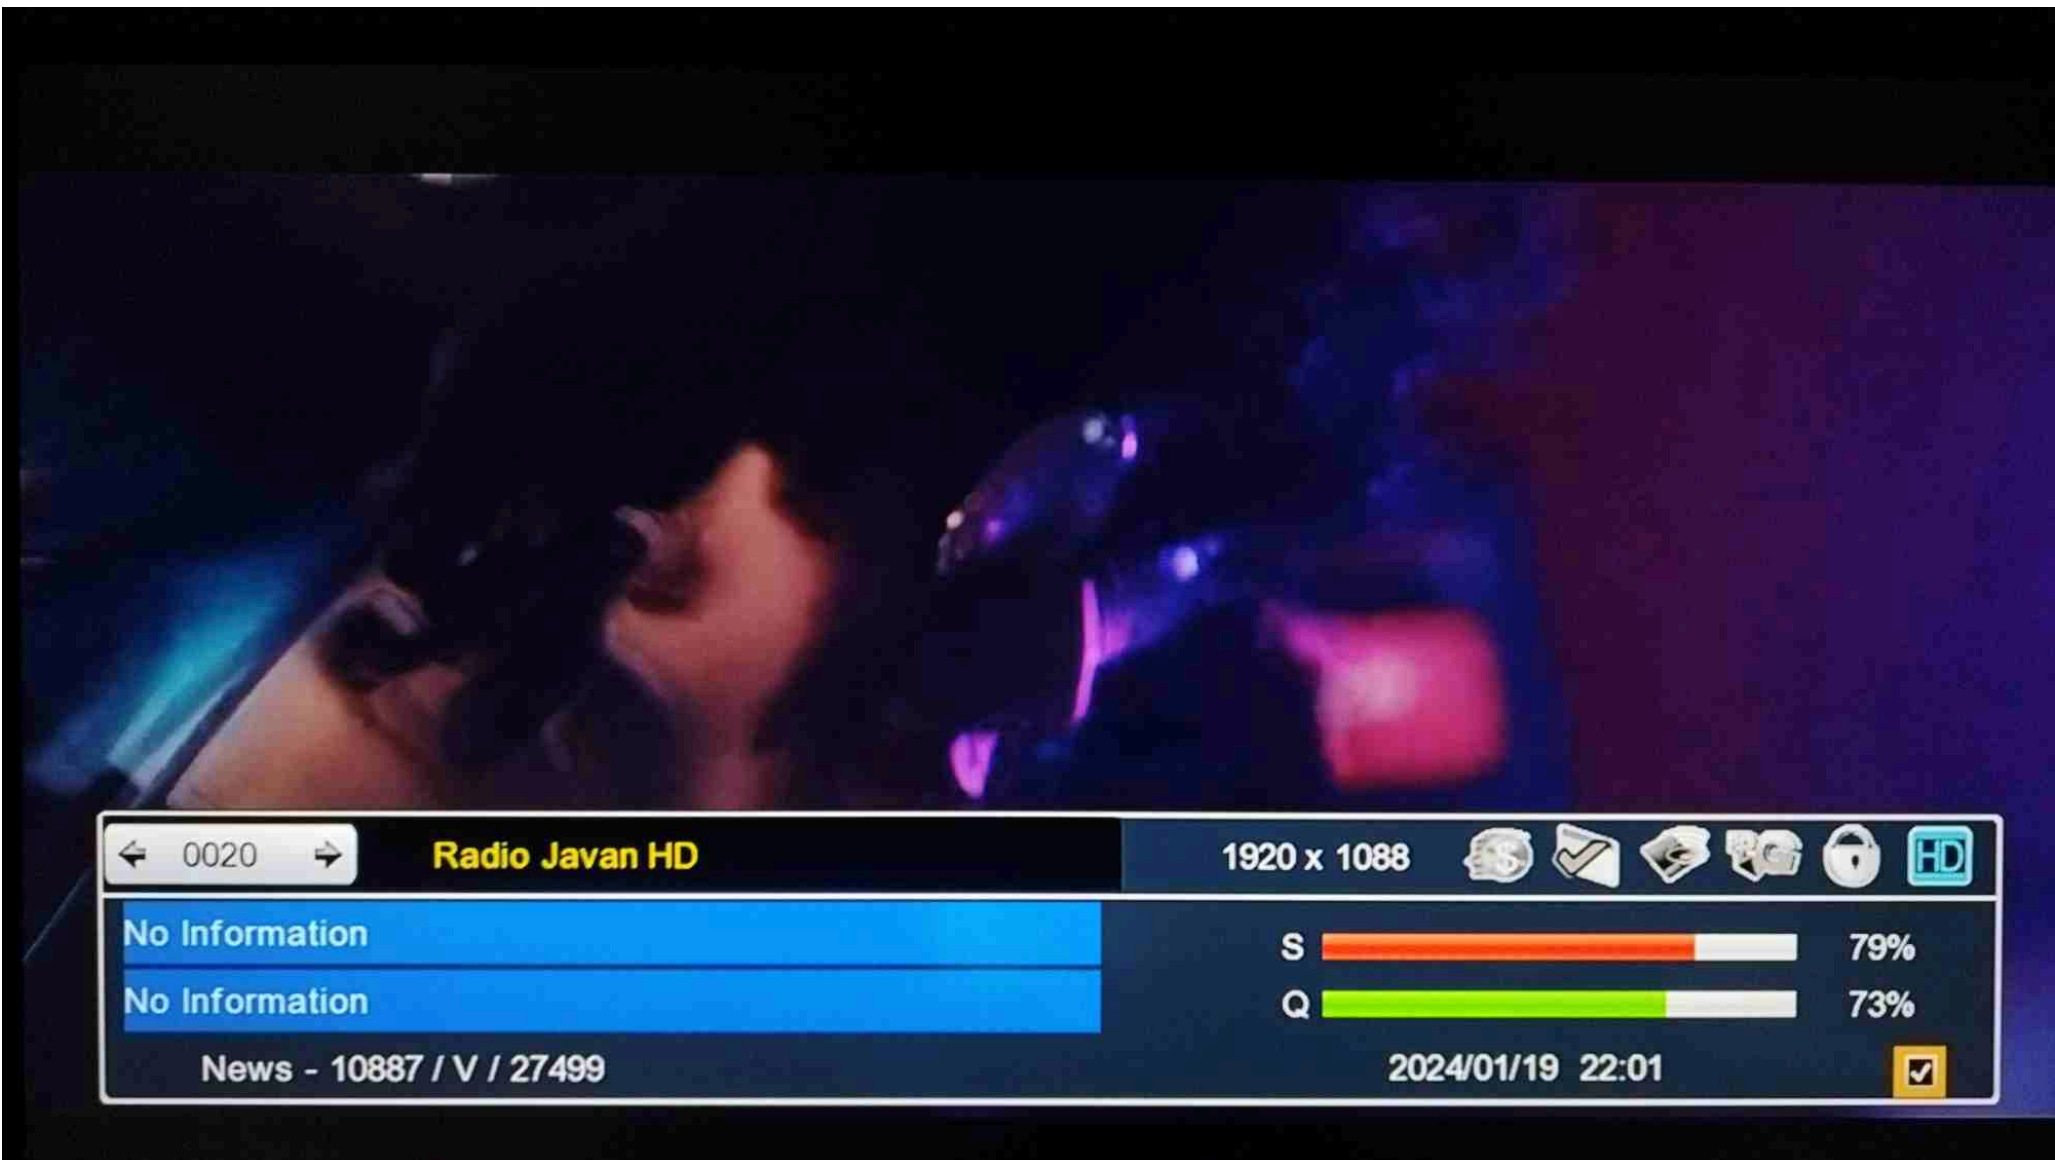 0020 Radio Javan HD 1920 x 1088 HD
No Information
S 79%
No Information
Q 73%
News - 10887 / V / 27499 2024/01/19 22:01